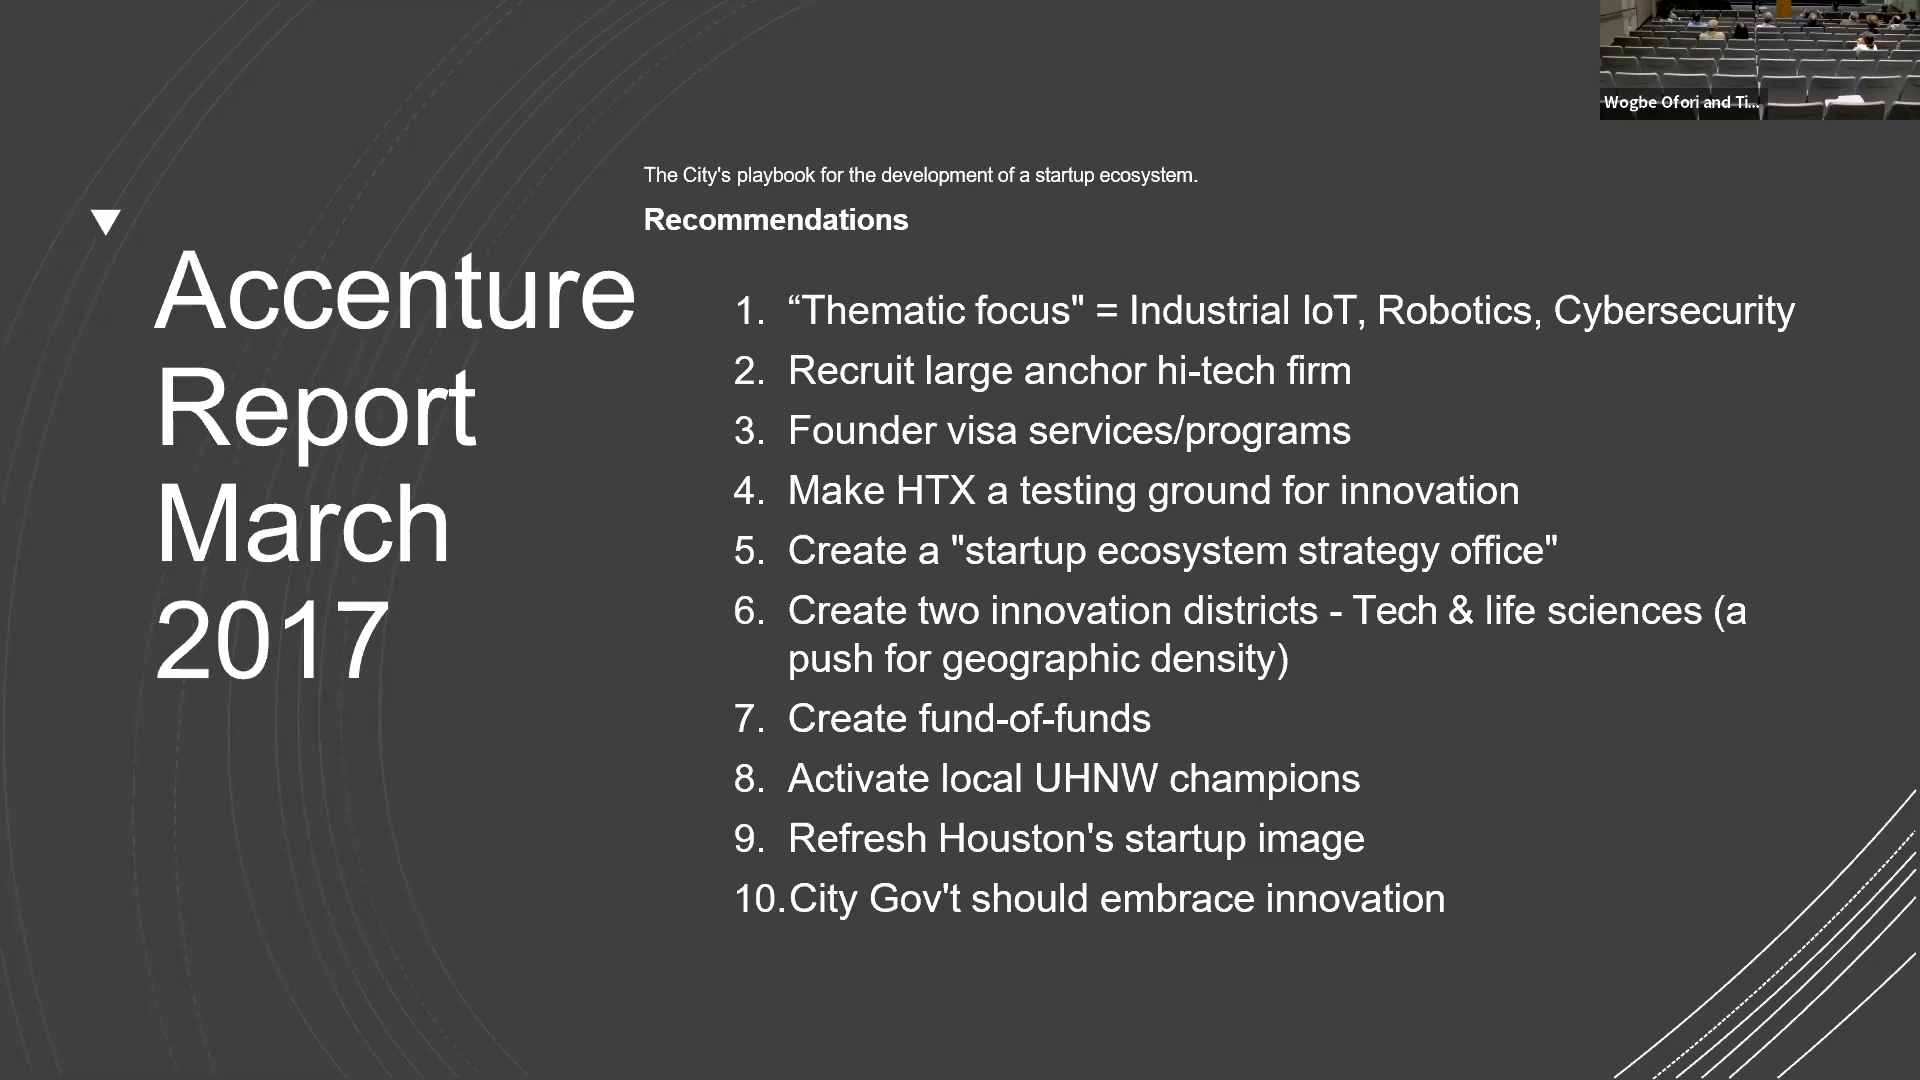 Wogbe Ofori and Ti...
The City's playbook for the development of a startup ecosystem.
Recommendations
Accenture
Report
March
2017
1. “Thematic focus" = Industrial IoT, Robotics, Cybersecurity
2. Recruit large anchor hi-tech firm
3. Founder visa services/programs
4. Make HTX a testing ground for innovation
5. Create a "startup ecosystem strategy office"
6. Create two innovation districts - Tech & life sciences (a
push for geographic density)
7. Create fund-of-funds
8. Activate local UHNW champions
9. Refresh Houston's startup image
10. City Gov't should embrace innovation